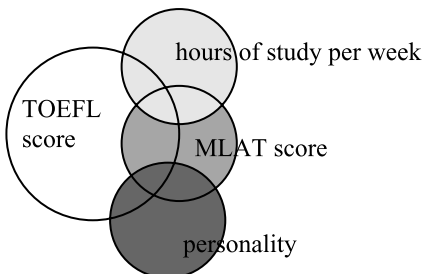 hours of study per week
TOEFL
score
MLAT score
personality